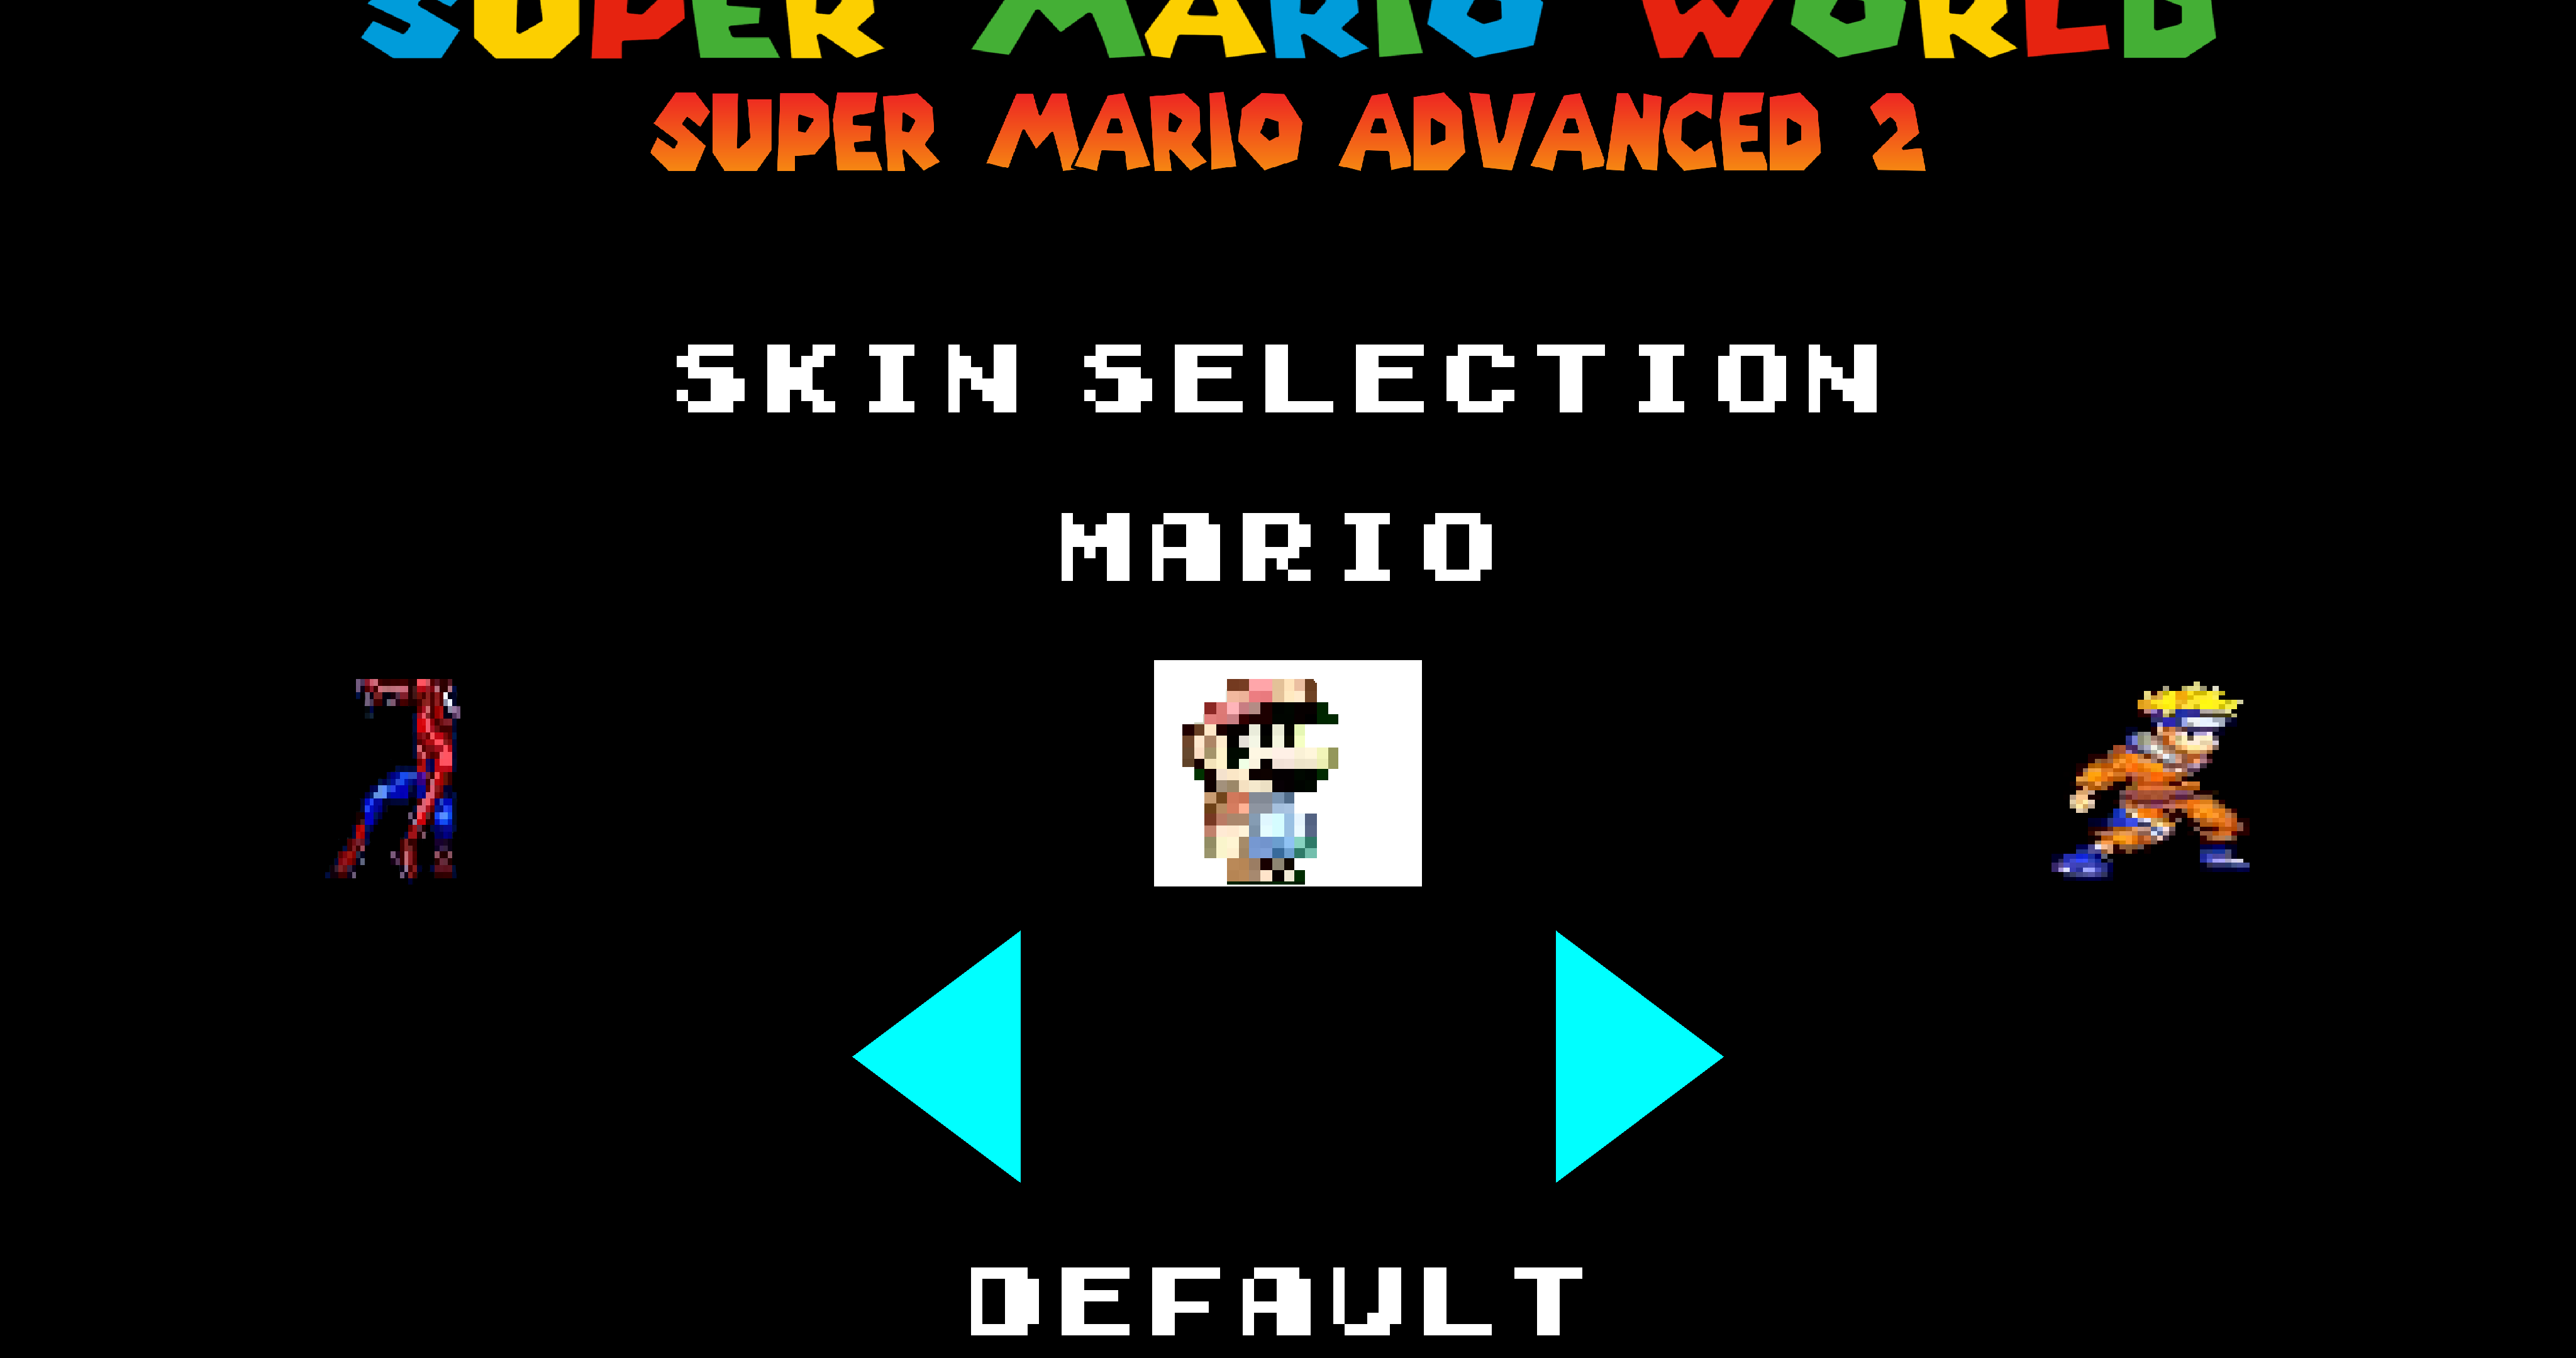 SUPER MARIO WORLD
SUPER MARIO ADVANCED 2
SKIN SELECTION
MARIO
DEFAULT